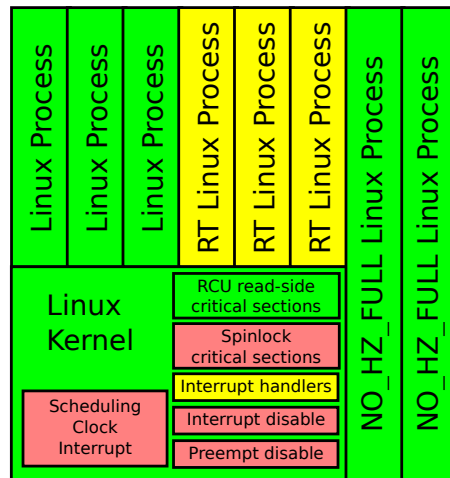 Linux Process
Linux Process
Linux Process
RT Linux Process
RT Linux Process
RT Linux Process
NO_HZ_FULL Linux Process
NO_HZ_FULL Linux Process
Linux
Kernel
RCU read-side
critical sections
Spinlock
critical sections
Interrupt handlers
Scheduling
Clock
Interrupt
Interrupt disable
Preempt disable